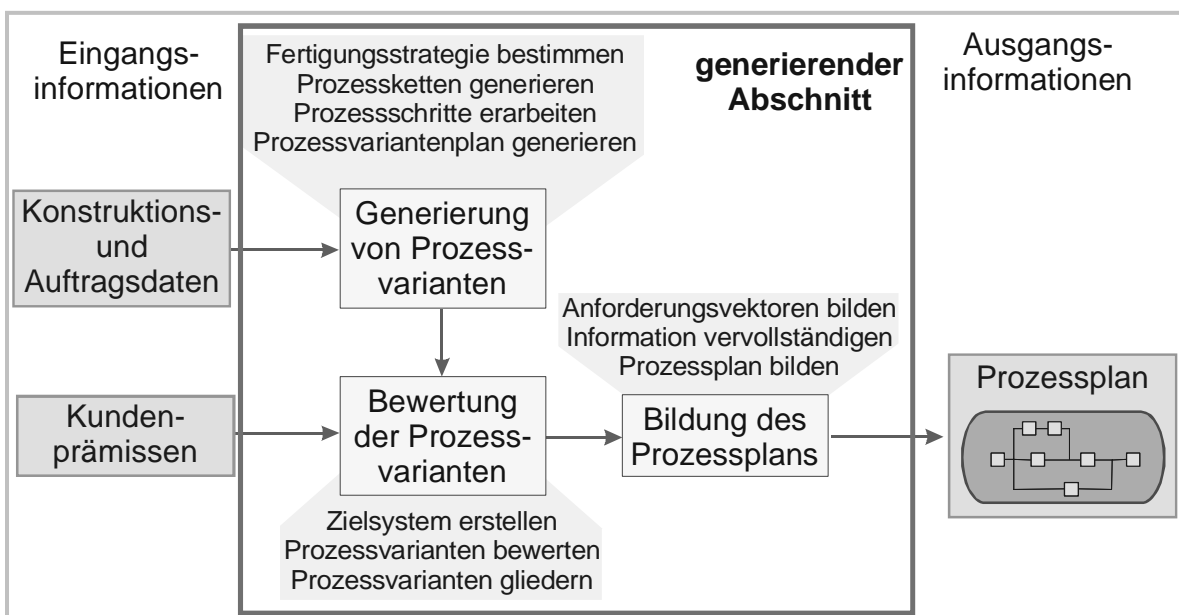 Eingangs-
informationen
Fertigungsstrategie bestimmen
Prozessketten generieren
Prozessschritte erarbeiten
Prozessvariantenplan generieren
generierender
Abschnitt
Ausgangs-
informationen
Konstruktions-
und
Auftragsdaten
Generierung
von Prozess-
varianten
Anforderungsvektoren bilden
Information vervollständigen
Prozessplan bilden
Kunden-
prämissen
Bewertung
der Prozess-
varianten
Bildung des
Prozessplans
Prozessplan
Zielsystem erstellen
Prozessvarianten bewerten
Prozessvarianten gliedern